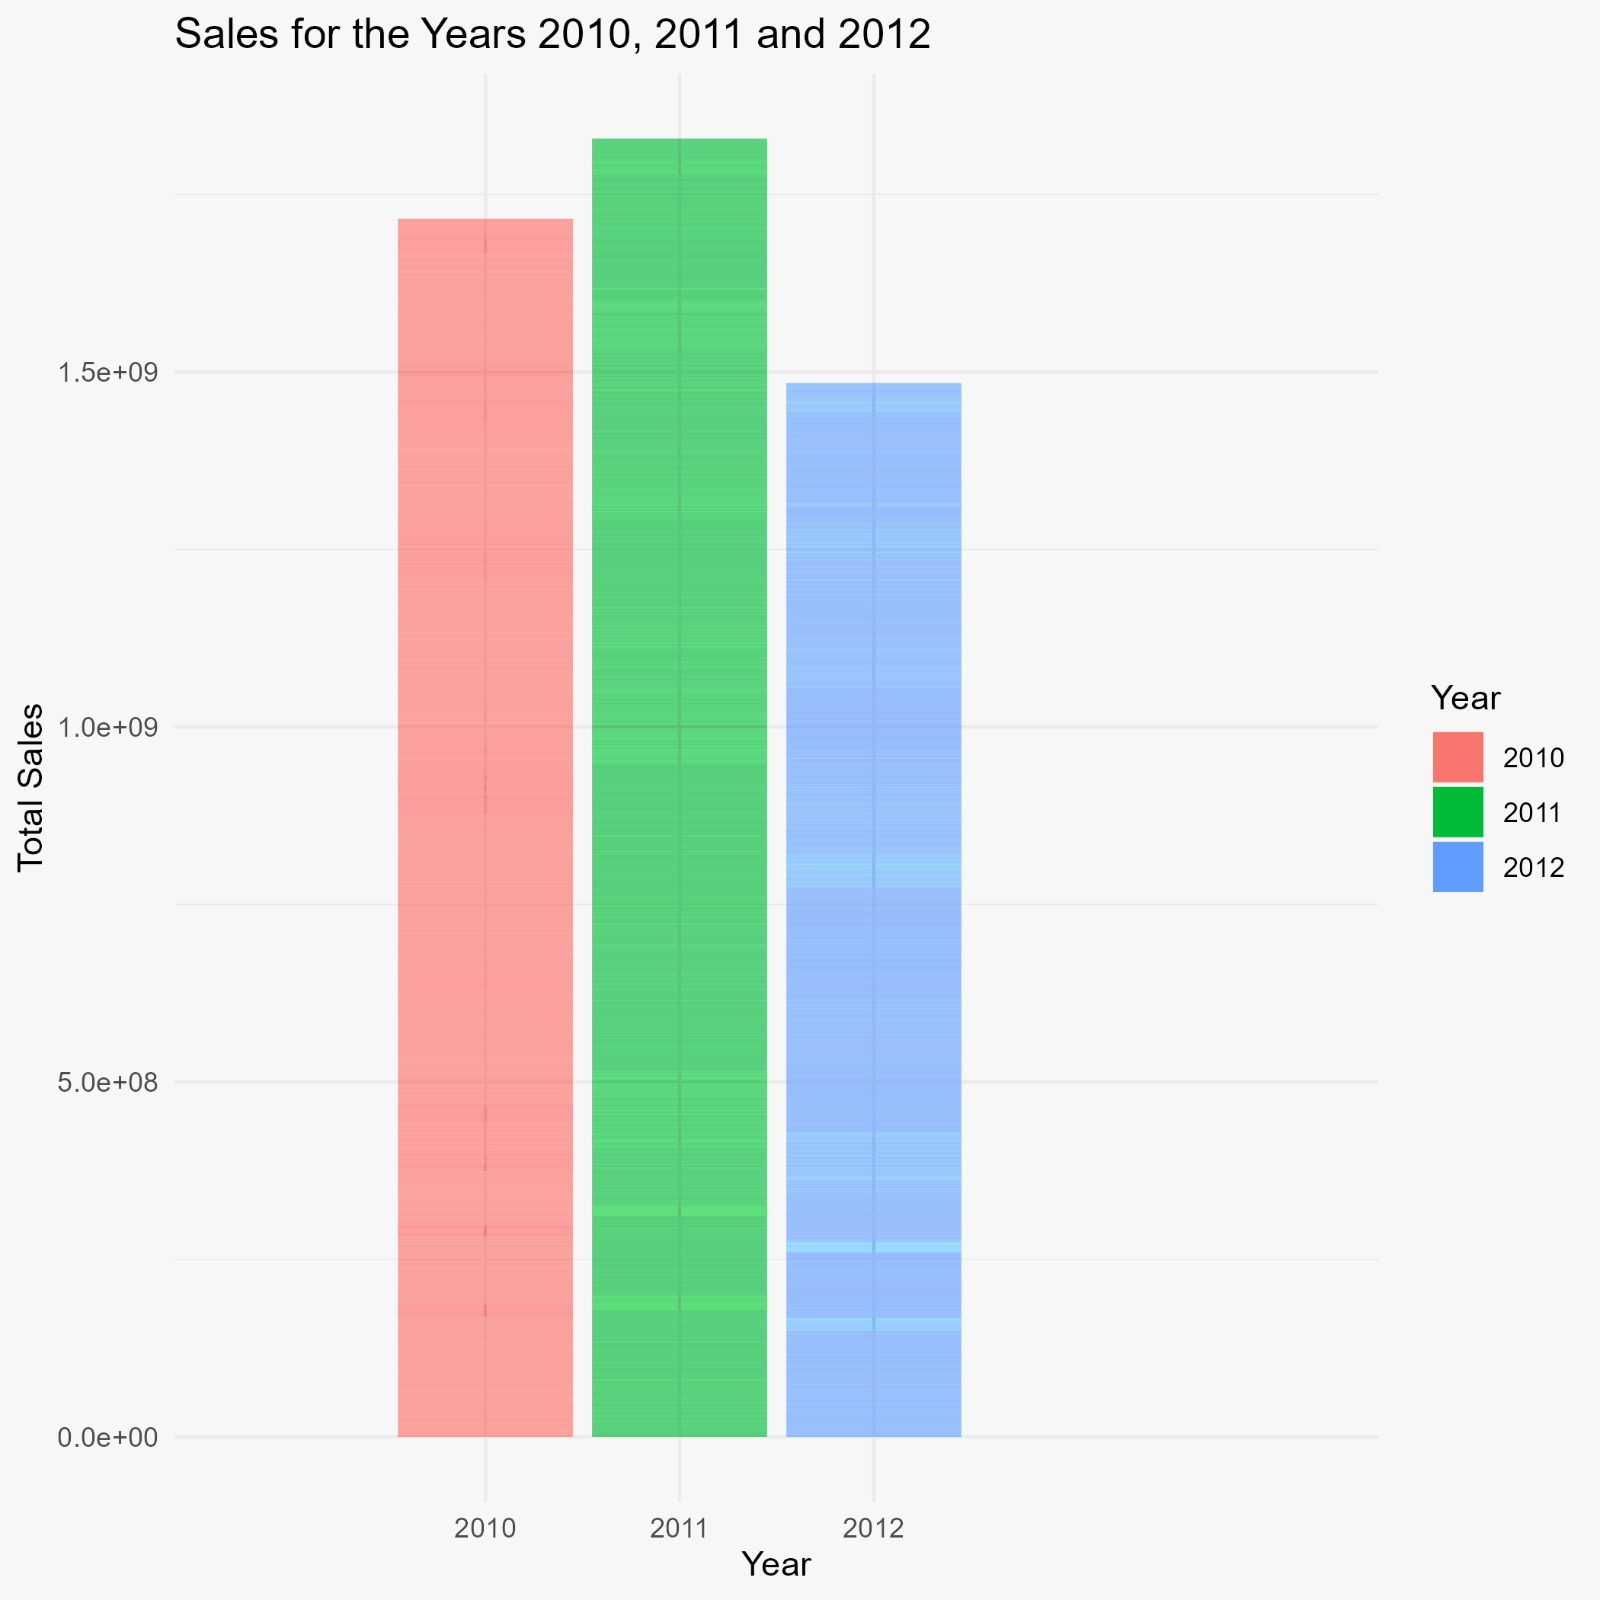 Sales for the Years 2010, 2011 and 2012
Total Sales
1.5e+09
1.0e+09
5.0e+08
0.0e+00
2010
2011
2012
Year
Year
2010
2011
2012